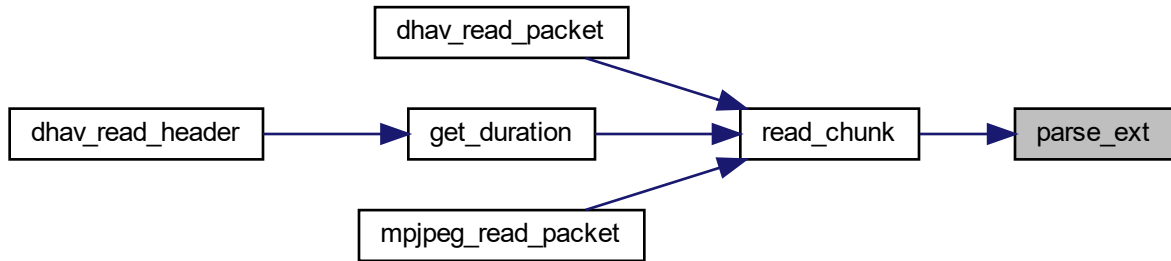 dhav_read_packet
dhav_read_header
get_duration
read_chunk
parse_ext
mpjpeg_read_packet